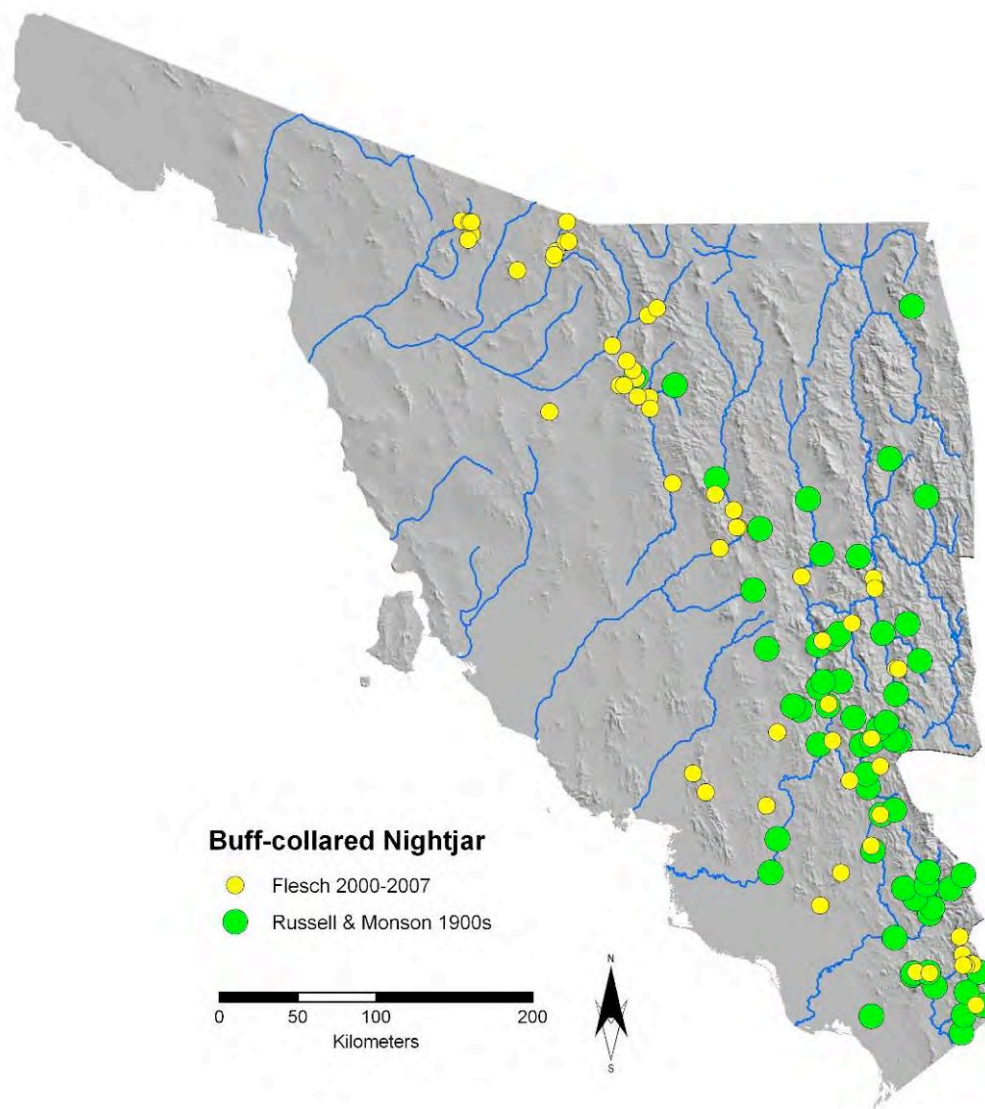 Buff-collared Nightjar
Flesch 2000-2007
Russell & Monson 1900s
0 50 100 200
Kilometers
N
S